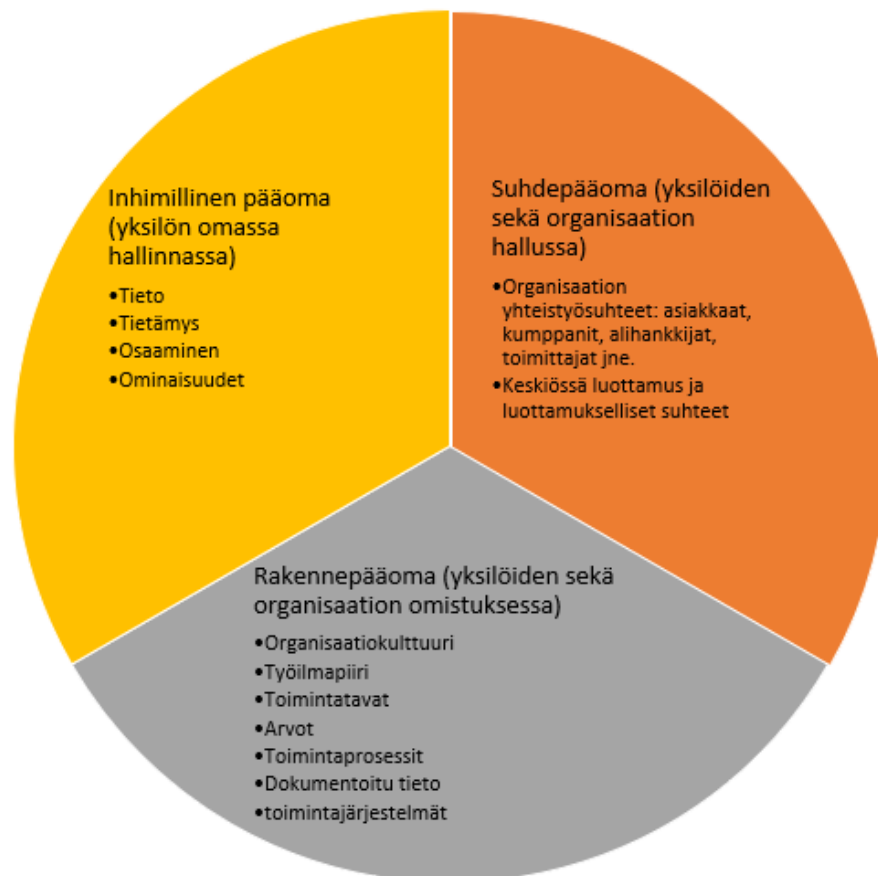 Inhimillinen pääoma
(yksilön omassa
hallinnassa)
•Tieto
•Tietämys
•Osaaminen
•Ominaisuudet
Suhdepääoma (yksilöiden
sekä organisaation
hallussa)
•Organisaation
yhteistyösuhteet: asiakkaat,
kumppanit, alihankkijat,
toimittajat jne.
•Keskiössä luottamus ja
luottamukselliset suhteet
Rakennepääoma (yksilöiden sekä
organisaation omistuksessa)
•Organisaatiokulttuuri
•Työilmapiiri
•Toimintatavat
•Arvot
•Toimintaprosessit
•Dokumentoitu tieto
•toimintajärjestelmät